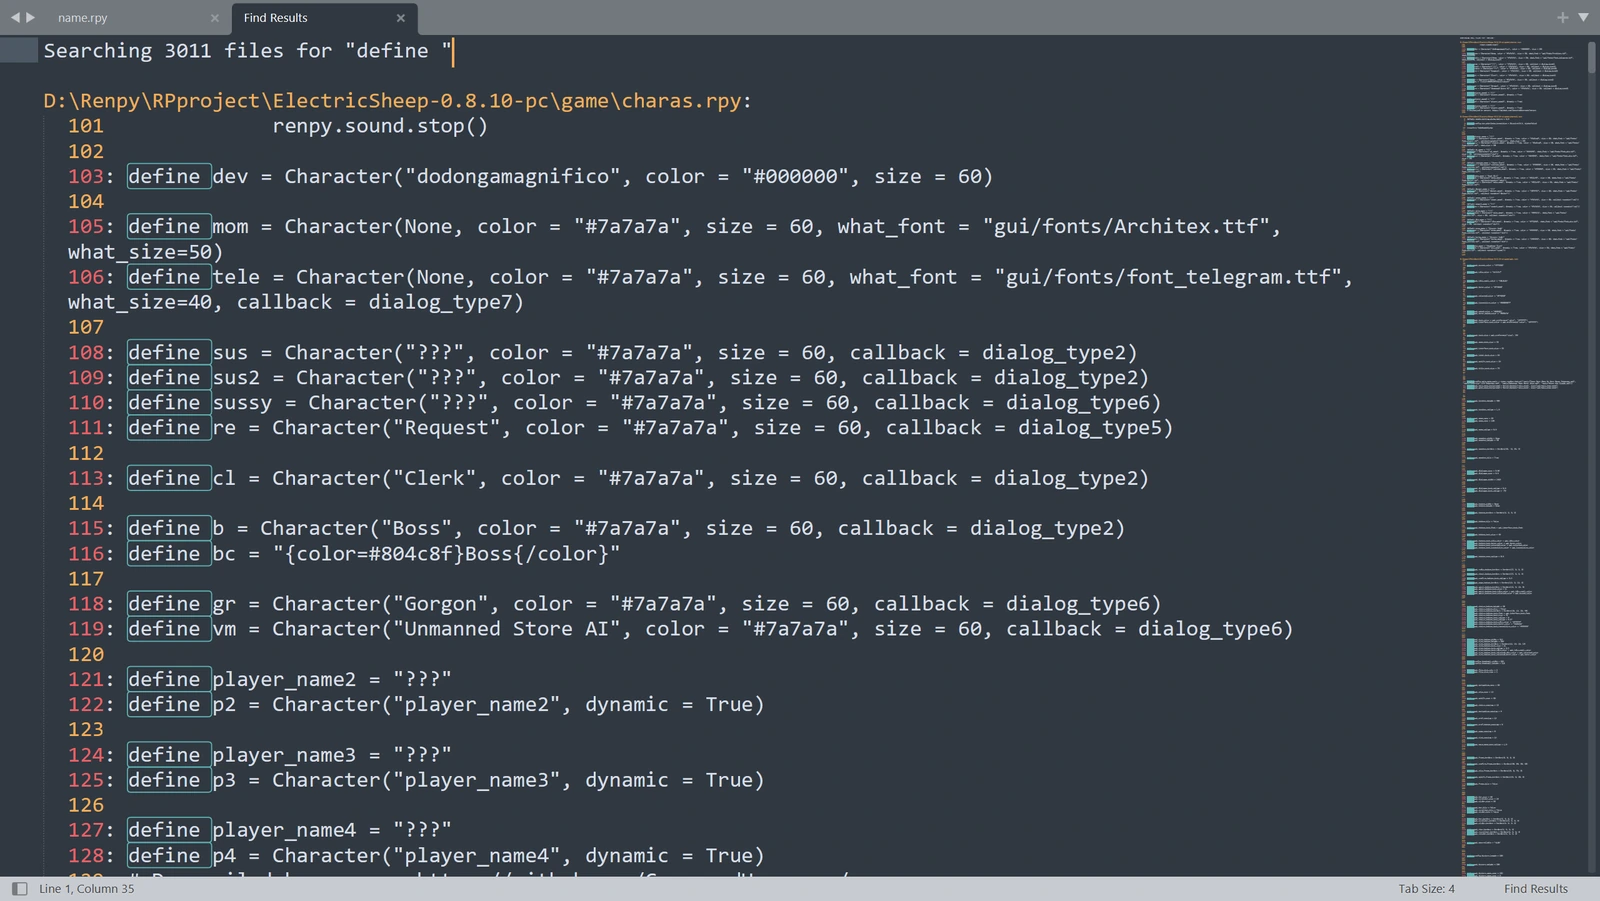 name.rpy
Find Results
Searching 3011 files for "define "
D:\Renpy\RPproject\ElectricSheep-0.8.10-pc\game\charas.rpy:
101 renpy.sound.stop()
102
103: define dev = Character("dodongamagnifico", color = "#000000", size = 60)
104
105: define mom = Character(None, color = "#7a7a7a", size = 60, what_font = "gui/fonts/Architex.ttf",
what_size=50)
106: define tele = Character(None, color = "#7a7a7a", size = 60, what_font = "gui/fonts/font_telegram.ttf",
what_size=40, callback = dialog_type7)
107
108: define sus = Character("???", color = "#7a7a7a", size = 60, callback = dialog_type2)
109: define sus2 = Character("???", color = "#7a7a7a", size = 60, callback = dialog_type2)
110: define sussy = Character("???", color = "#7a7a7a", size = 60, callback = dialog_type6)
111: define re = Character("Request", color = "#7a7a7a", size = 60, callback = dialog_type5)
112
113: define cl = Character("Clerk", color = "#7a7a7a", size = 60, callback = dialog_type2)
114
115: define b = Character("Boss", color = "#7a7a7a", size = 60, callback = dialog_type2)
116: define bc = "{color=#804c8f}Boss{/color}"
117
118: define gr = Character("Gorgon", color = "#7a7a7a", size = 60, callback = dialog_type6)
119: define vm = Character("Unmanned Store AI", color = "#7a7a7a", size = 60, callback = dialog_type6)
120
121: define player_name2 = "???"
122: define p2 = Character("player_name2", dynamic = True)
123
124: define player_name3 = "???"
125: define p3 = Character("player_name3", dynamic = True)
126
127: define player_name4 = "???"
128: define p4 = Character("player_name4", dynamic = True)
Line 1, Column 35
Tab Size: 4
Find Results